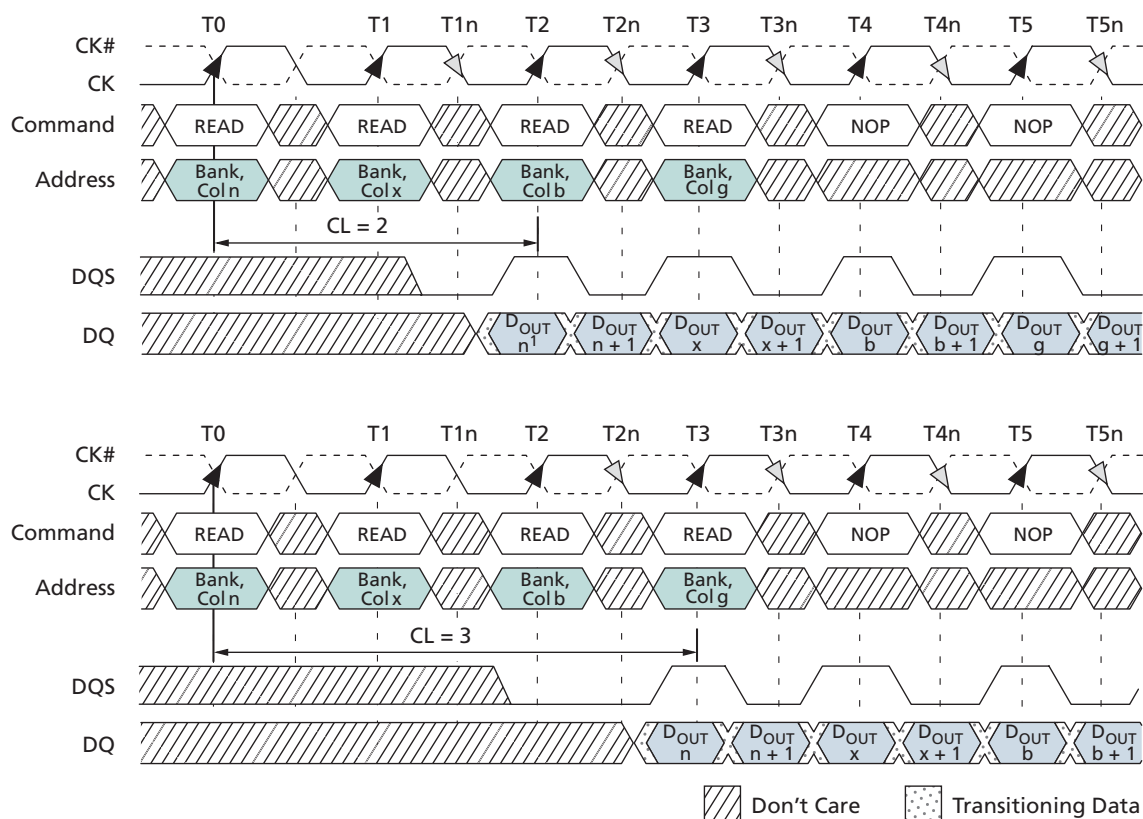 T0 T1 T1n T2 T2n T3 T3n T4 T4n T5 T5n
CK#
CK
Command READ READ READ READ NOP NOP
Address Bank, Col n Bank, Col x Bank, Col b Bank, Col g
CL = 2
DQS
DQ DOUT n1 DOUT n + 1 DOUT x DOUT x + 1 DOUT b DOUT b + 1 DOUT g DOUT g + 1
T0 T1 T1n T2 T2n T3 T3n T4 T4n T5 T5n
CK#
CK
Command READ READ READ READ NOP NOP
Address Bank, Col n Bank, Col x Bank, Col b Bank, Col g
CL = 3
DQS
DQ DOUT n DOUT n + 1 DOUT x DOUT x + 1 DOUT b DOUT b + 1
Don't Care Transitioning Data